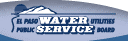 EL PASO WATER UTILITIES
PUBLIC SERVICE BOARD